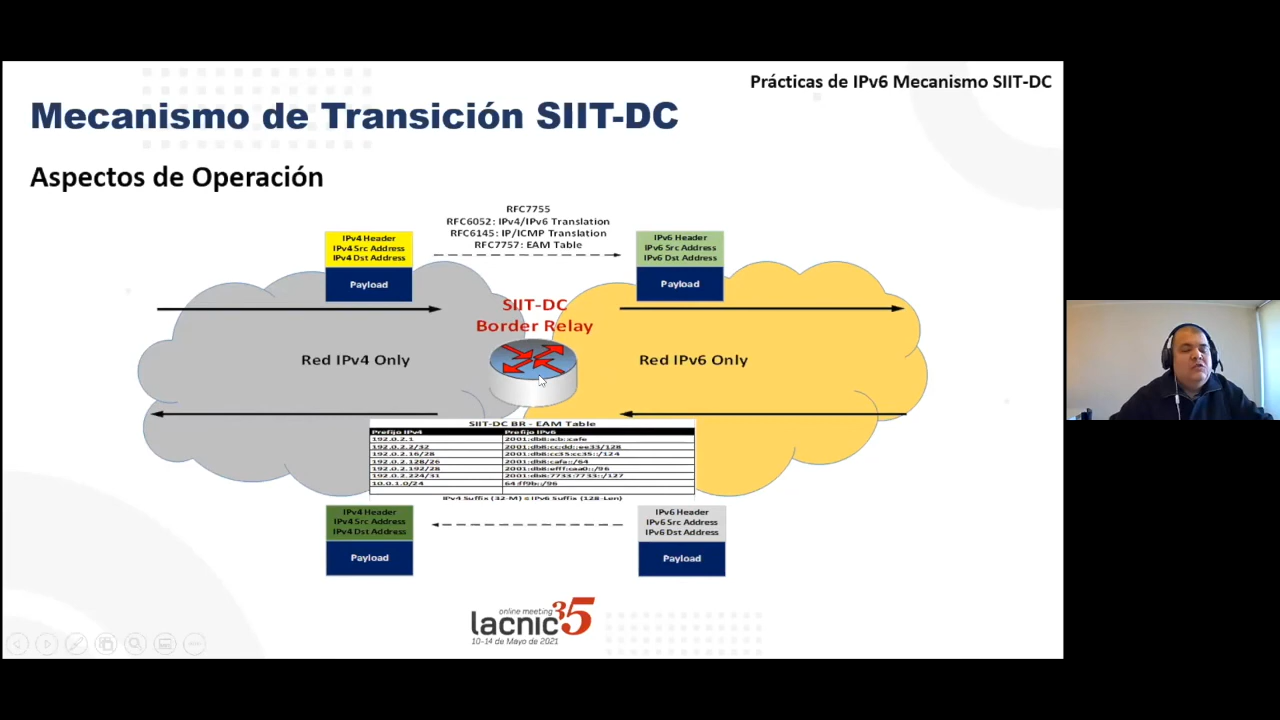 Prácticas de IPv6 Mecanismo SIIT-DC
Mecanismo de Transición SIIT-DC
Aspectos de Operación
RFC7755
RFC6052: IPv4/IPv6 Translation
RFC6145: IP/ICMP Translation
RFC7757: EAM Table
IPv4 Header
IPv4 Src Address
IPv4 Dst Address
Payload
IPv6 Header
IPv6 Src Address
IPv6 Dst Address
Payload
SIIT-DC
Border Relay
Red IPv4 Only
Red IPv6 Only
SIIT-DC BR - EAM Table
Prefijo IPv4 Prefijo IPv6
192.0.2.1 2001:db8:a:b::cafe
192.0.2.2/32 2001:db8:cc:dd::ee33/128
192.0.2.16/28 2001:db8:cc35:cc35::/124
192.0.2.128/26 2001:db8:cafe::/64
192.0.2.192/28 2001:db8:efff:caa0::/96
192.0.2.224/31 2001:db8:7733:7733::/127
10.0.1.0/24 64:ff9b::/96
IPv4 Suffix (32-M) ≤ IPv6 Suffix (128-Len)
IPv4 Header
IPv4 Src Address
IPv4 Dst Address
Payload
IPv6 Header
IPv6 Src Address
IPv6 Dst Address
Payload
online meeting
lacnic35
10-14 de Mayo de 2021